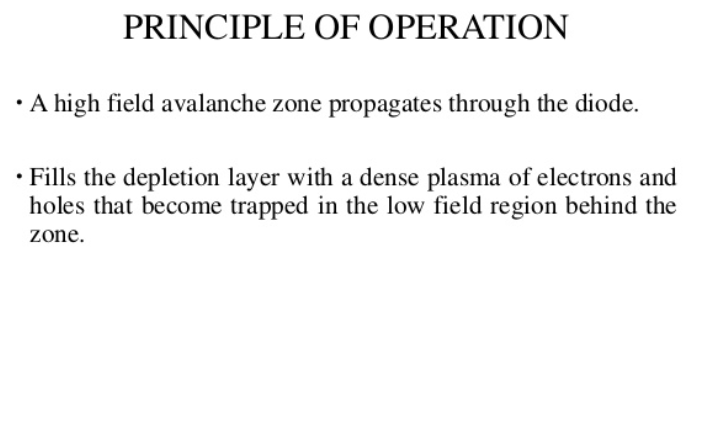 PRINCIPLE OF OPERATION
• A high field avalanche zone propagates through the diode.
• Fills the depletion layer with a dense plasma of electrons and
holes that become trapped in the low field region behind the
zone.